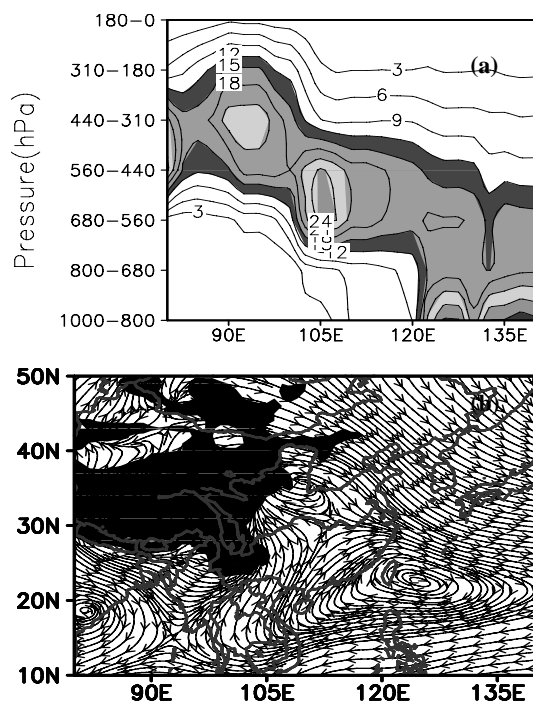 180-0
310-180
440-310
560-440
680-560
800-680
1000-800
Pressure(hPa)
(a)
12
15
18
3
6
9
24
12
3
90E
105E
120E
135E
(b)
50N
40N
30N
20N
10N
90E
105E
120E
135E